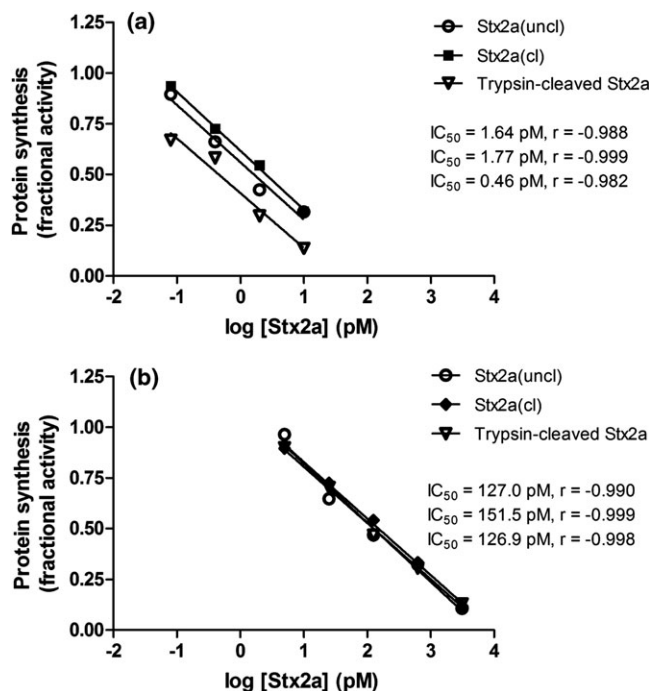 (a)
Stx2a(uncl)
Stx2a(cl)
Trypsin-cleaved Stx2a
IC50 = 1.64 pM, r = -0.988
IC50 = 1.77 pM, r = -0.999
IC50 = 0.46 pM, r = -0.982
Protein synthesis
(fractional activity)
1.25
1.00
0.75
0.50
0.25
0.00
-2 -1 0 1 2 3 4
log [Stx2a] (pM)
(b)
Stx2a(uncl)
Stx2a(cl)
Trypsin-cleaved Stx2a
IC50 = 127.0 pM, r = -0.990
IC50 = 151.5 pM, r = -0.999
IC50 = 126.9 pM, r = -0.998
Protein synthesis
(fractional activity)
1.25
1.00
0.75
0.50
0.25
0.00
-2 -1 0 1 2 3 4
log [Stx2a] (pM)